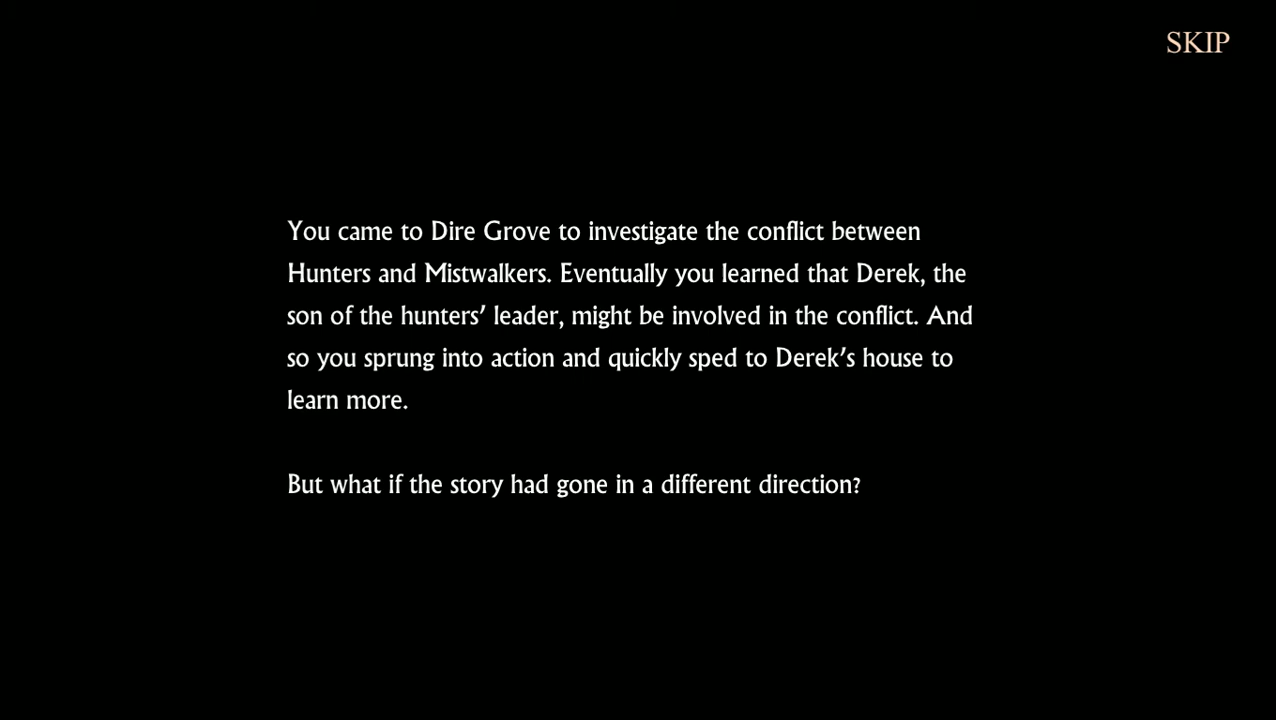 SKIP
You came to Dire Grove to investigate the conflict between
Hunters and Mistwalkers. Eventually you learned that Derek, the
son of the hunters’ leader, might be involved in the conflict. And
so you sprung into action and quickly sped to Derek’s house to
learn more.
But what if the story had gone in a different direction?